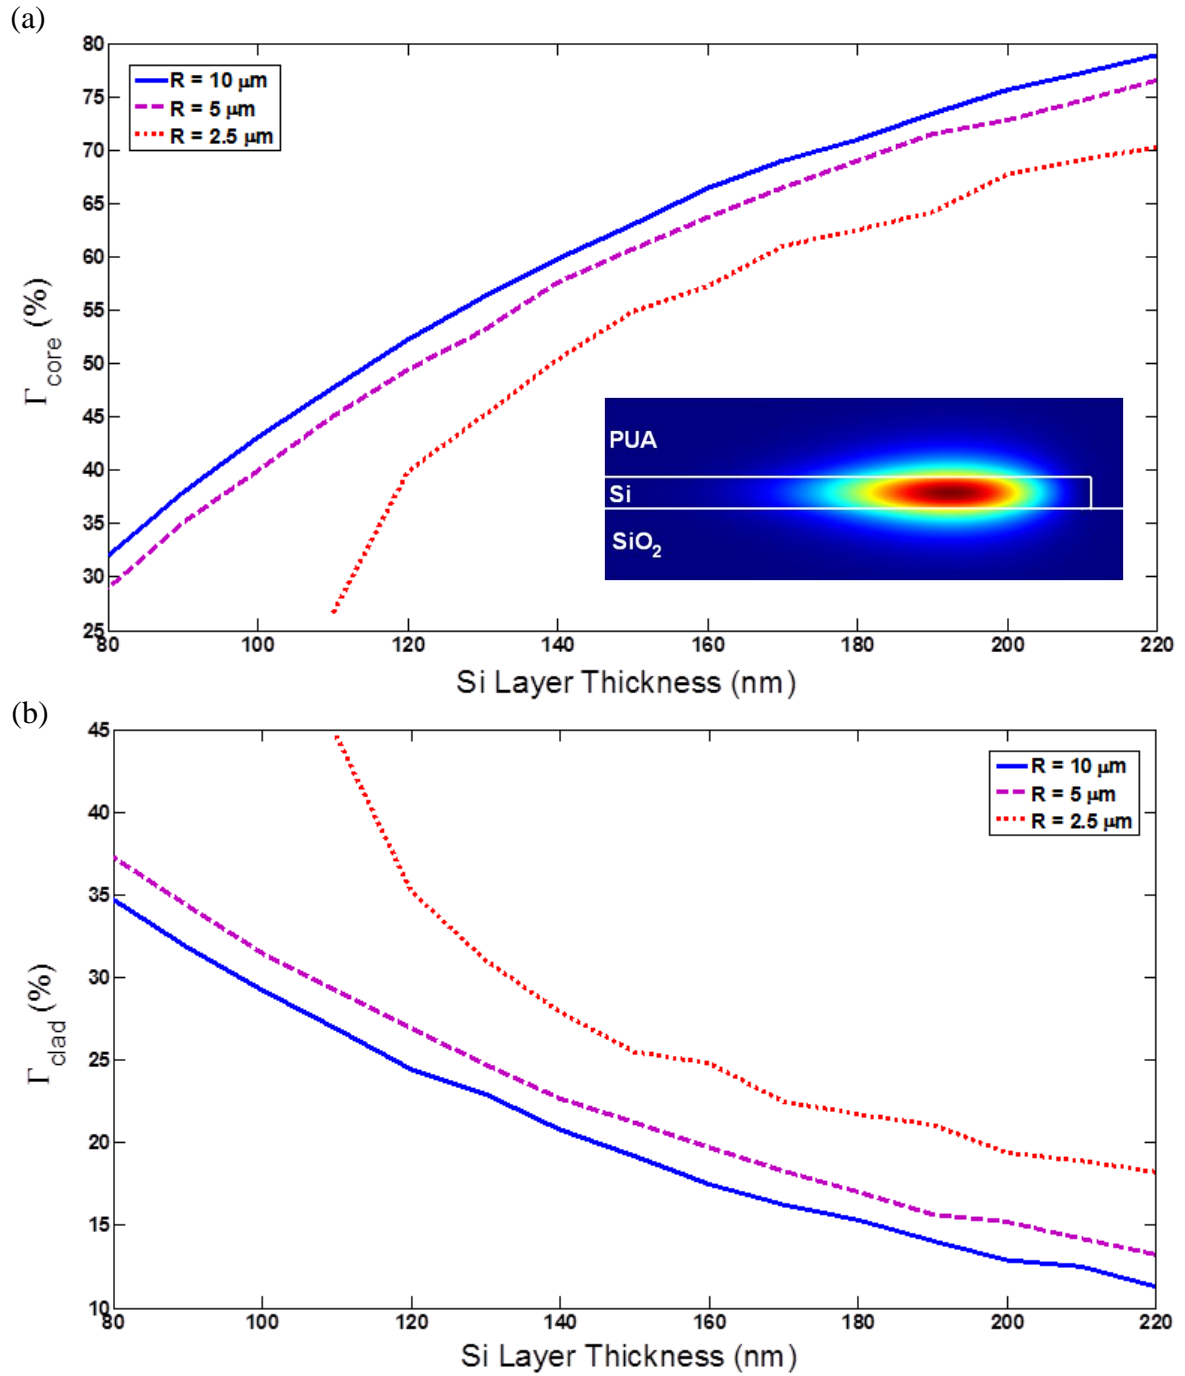 (a)
80
75
70
65
60
55
50
45
40
35
30
25
Γcore (%)
R = 10 μm
R = 5 μm
R = 2.5 μm
PUA
Si
SiO2
80 100 120 140 160 180 200 220
Si Layer Thickness (nm)
(b)
45
40
35
30
25
20
15
10
Γclad (%)
R = 10 μm
R = 5 μm
R = 2.5 μm
80 100 120 140 160 180 200 220
Si Layer Thickness (nm)